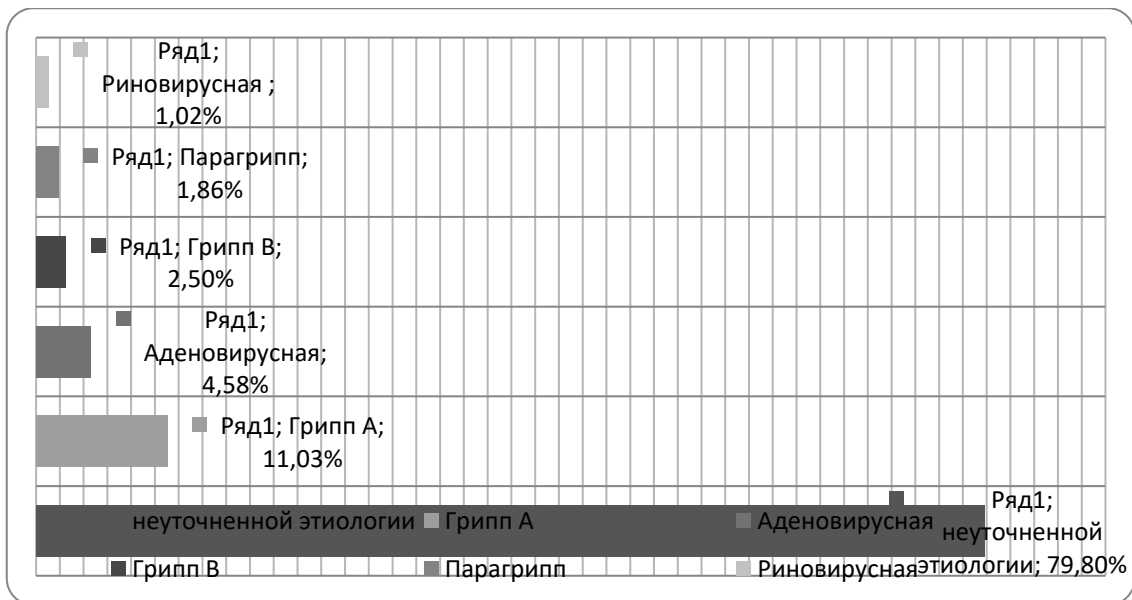 Ряд1;
Риновирусная ;
1,02%
Ряд1; Парагрипп;
1,86%
Ряд1; Грипп В;
2,50%
Ряд1;
Аденовирусная;
4,58%
Ряд1; Грипп А;
11,03%
Ряд1;
неуточненной
этиологии; 79,80%
неуточненной этиологии
Грипп А
Аденовирусная
Грипп В
Парагрипп
Риновирусная